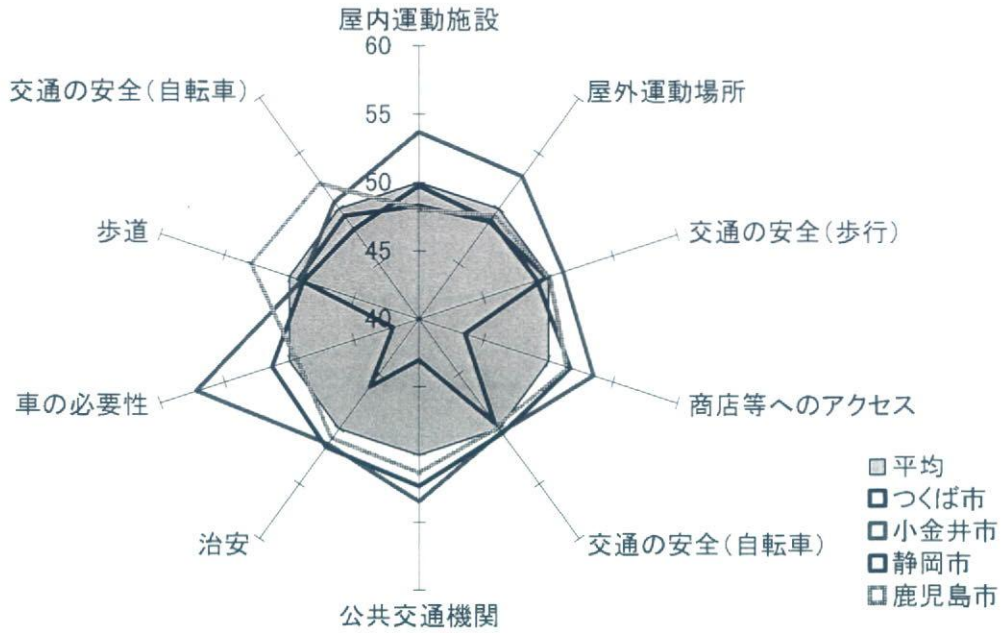 屋内運動施設
60
交通の安全(自転車)
屋外運動場所
55
50
歩道
交通の安全(歩行)
45
40
車の必要性
商店等へのアクセス
平均
つくば市
治安
交通の安全(自転車)
小金井市
静岡市
鹿児島市
公共交通機関